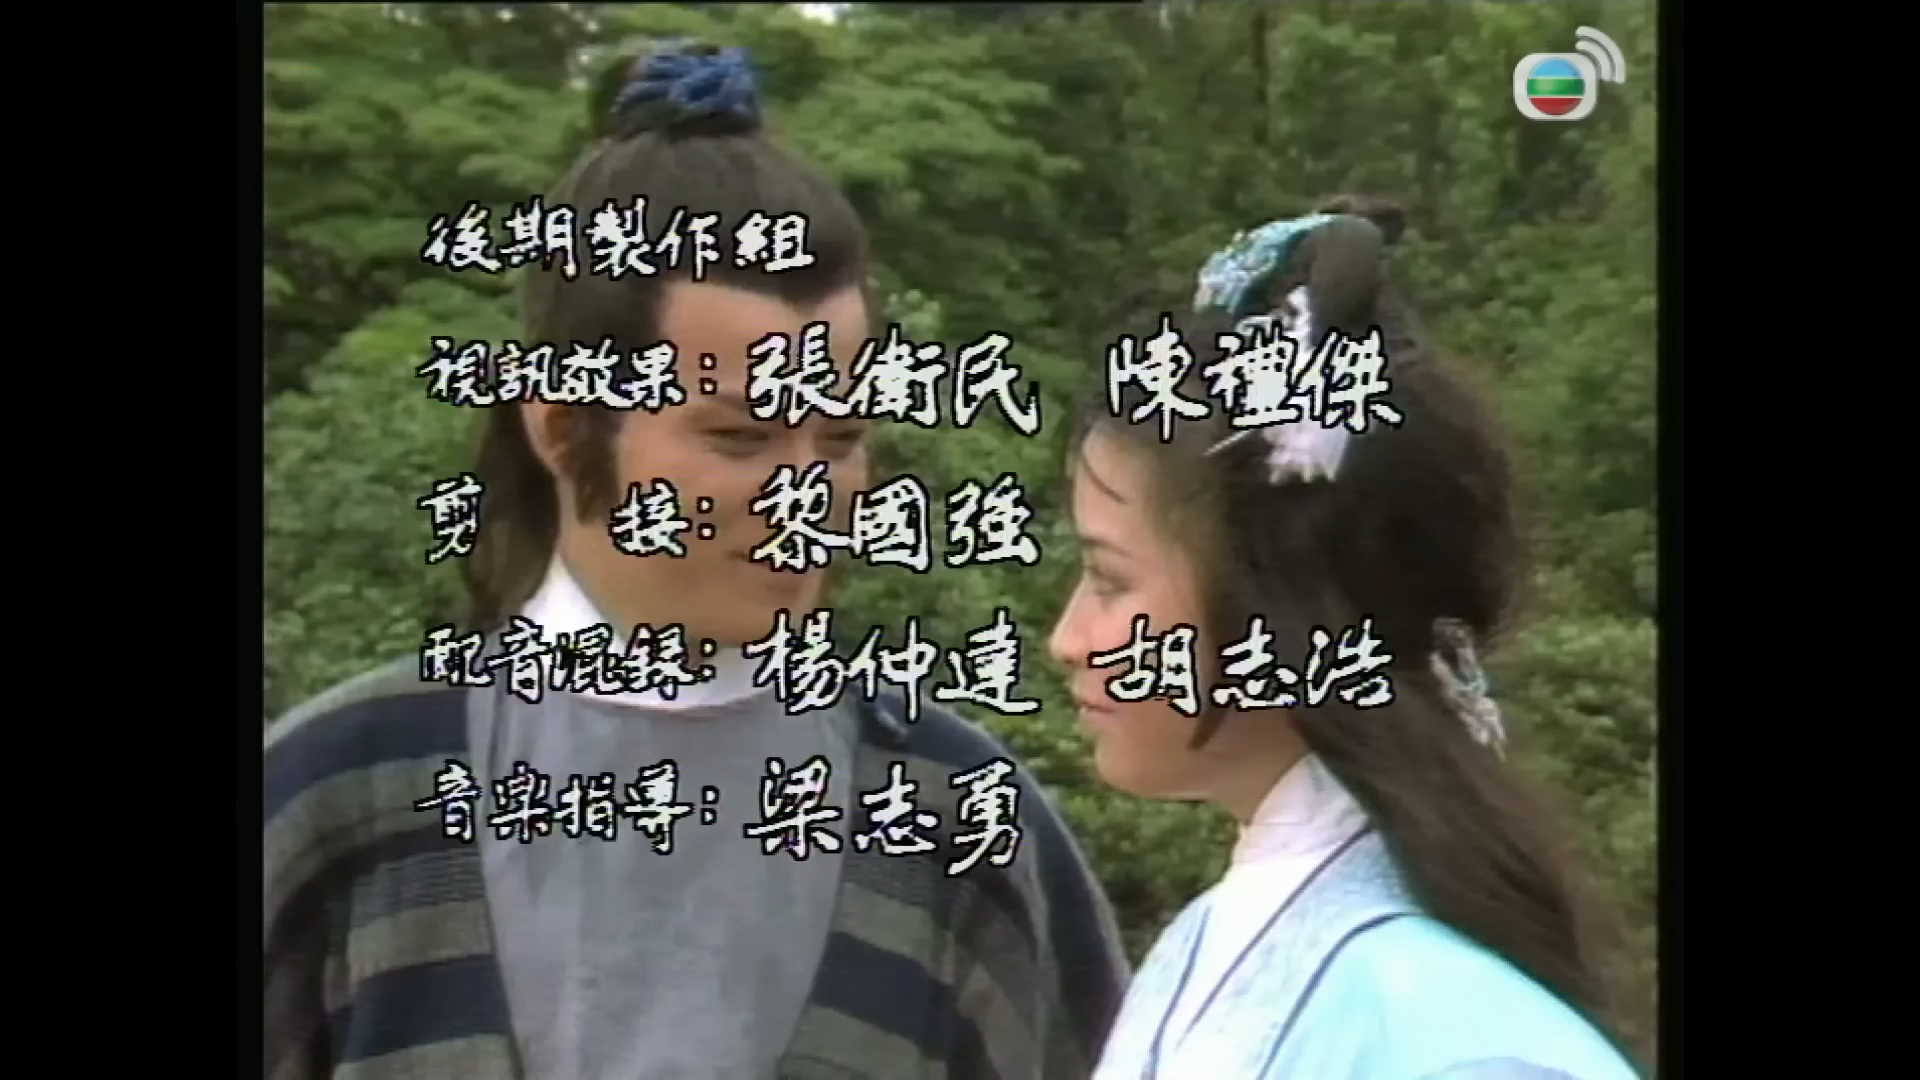 後期製作組
視訊效果：張衛民 陳禮傑
剪接：黎國强
配音混錄：楊仲達 胡志浩
音樂指導：梁志勇